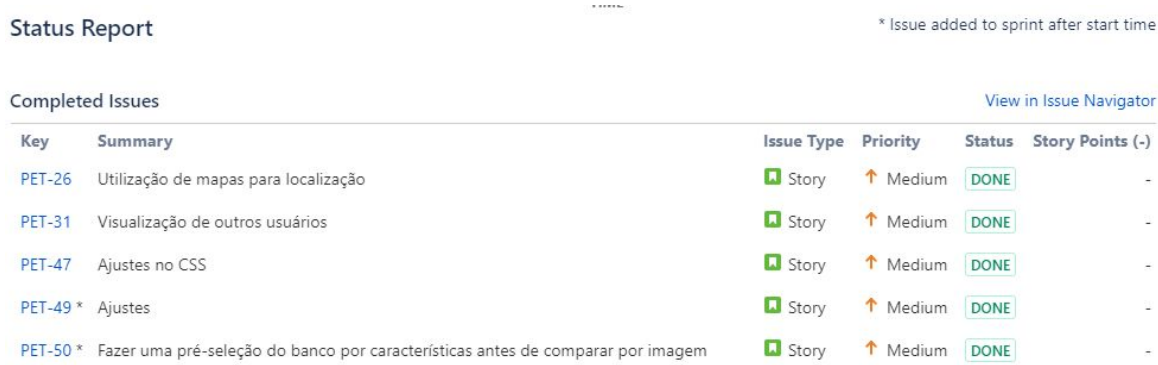 Status Report
* Issue added to sprint after start time
Completed Issues
View in Issue Navigator
Key Summary Issue Type Priority Status Story Points (-)
PET-26 Utilização de mapas para localização Story Medium DONE -
PET-31 Visualização de outros usuários Story Medium DONE -
PET-47 Ajustes no CSS Story Medium DONE -
PET-49 * Ajustes Story Medium DONE -
PET-50 * Fazer uma pré-seleção do banco por características antes de comparar por imagem Story Medium DONE -